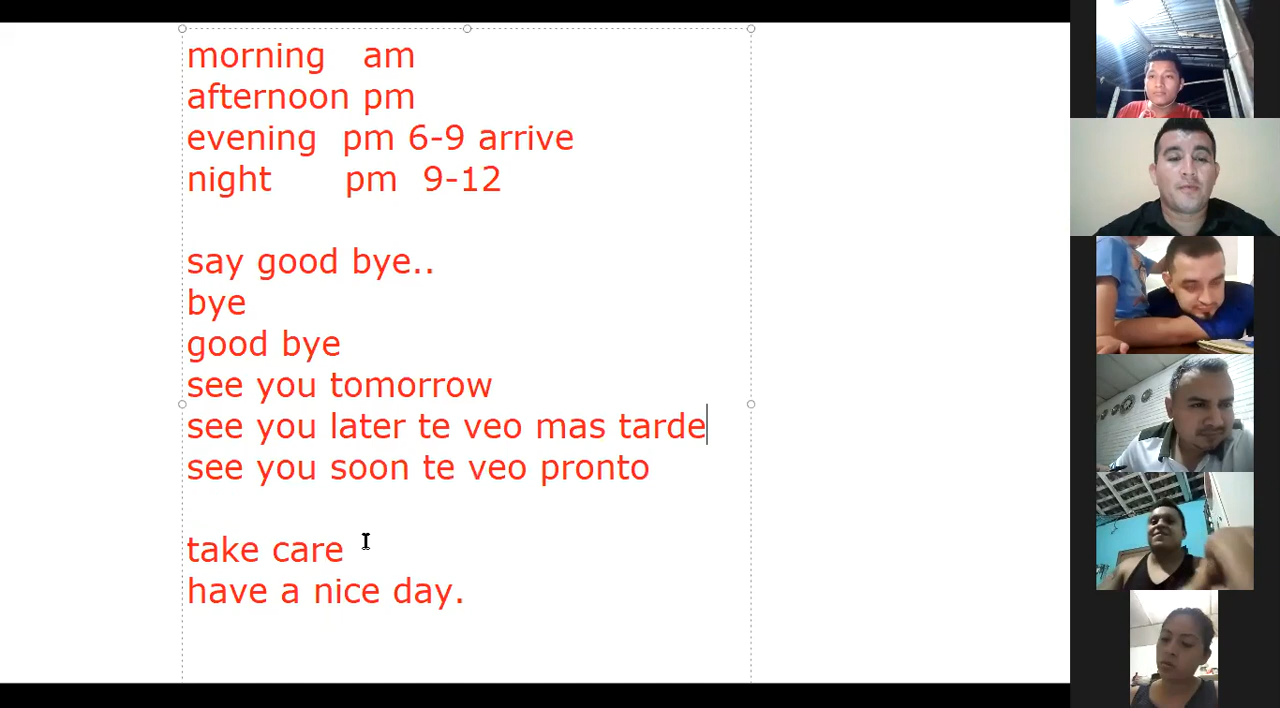 morning am
afternoon pm
evening pm 6-9 arrive
night pm 9-12
say good bye..
bye
good bye
see you tomorrow
see you later te veo mas tarde
see you soon te veo pronto
take care
have a nice day.